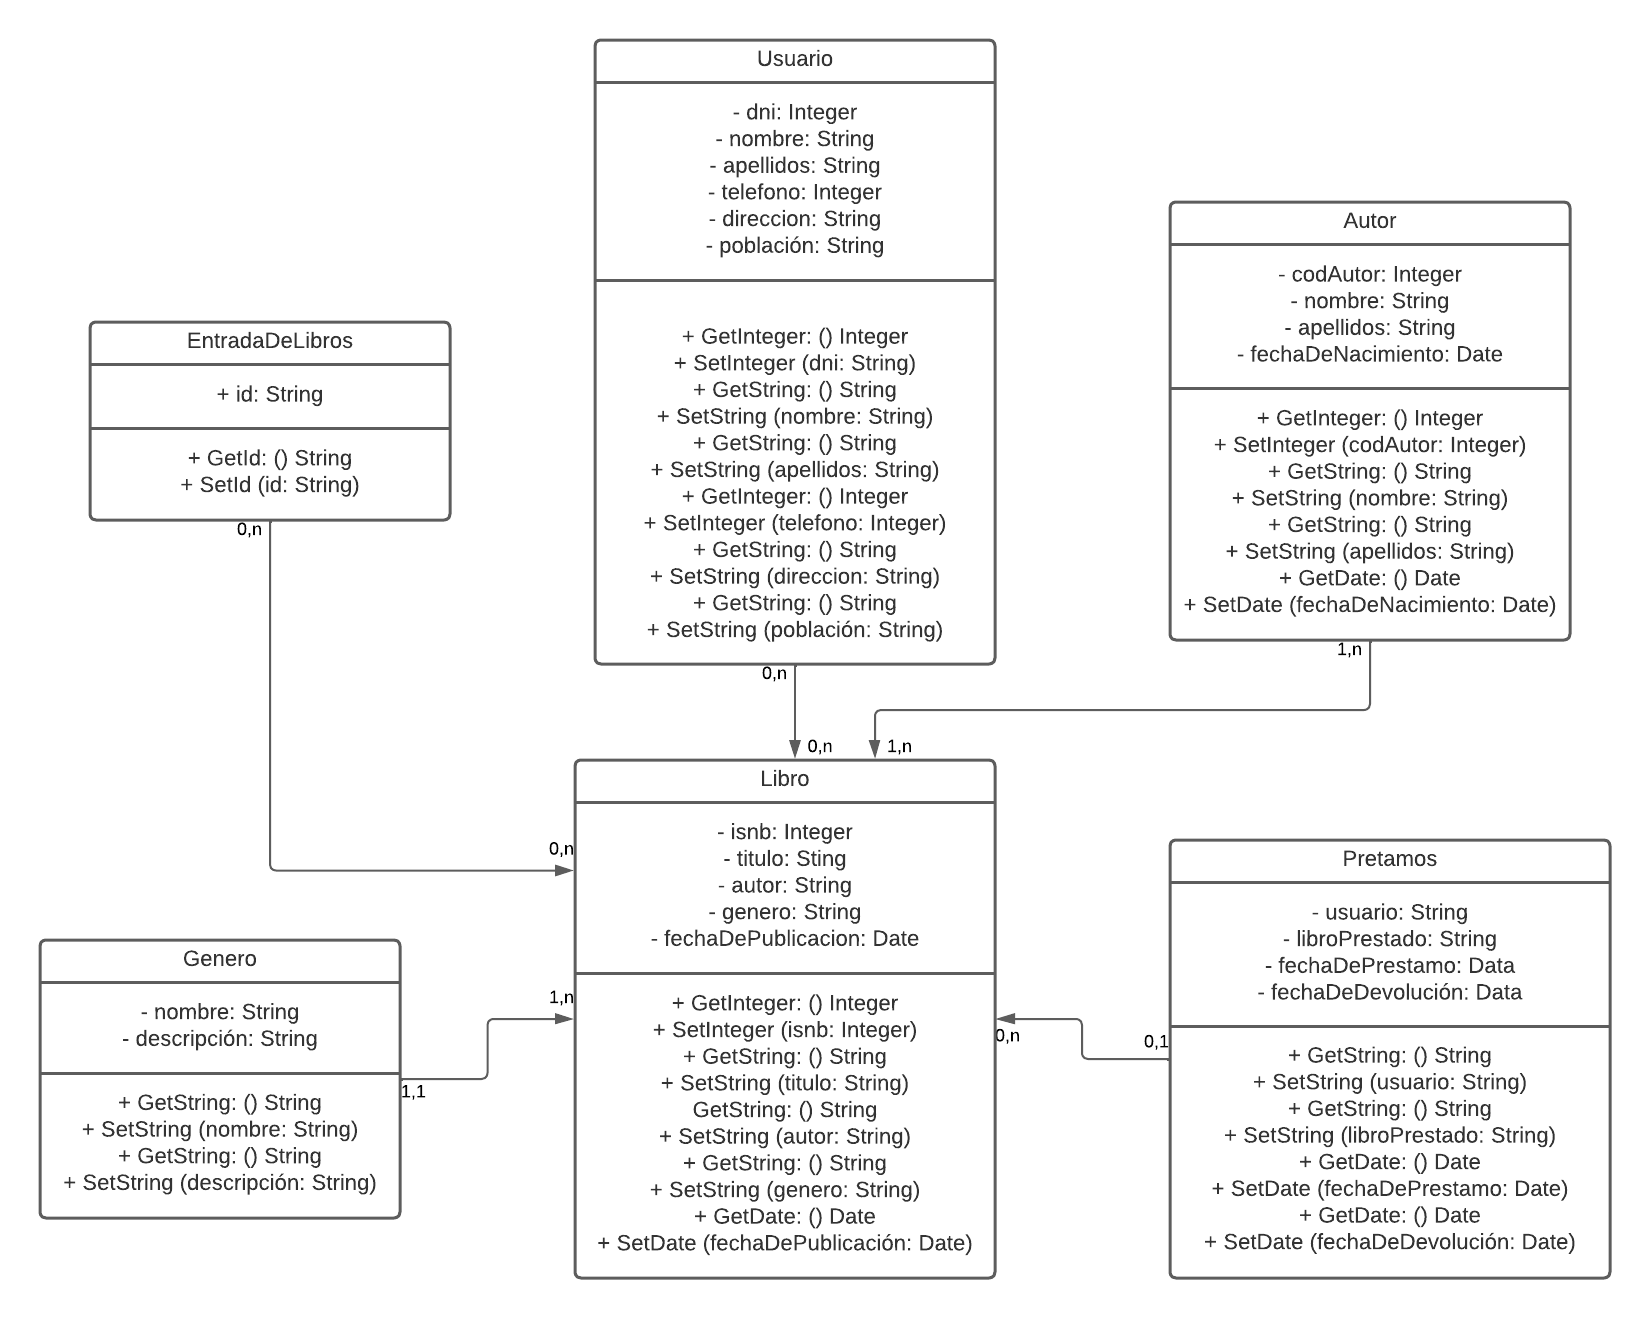 Usuario
- dni: Integer
- nombre: String
- apellidos: String
- telefono: Integer
- direccion: String
- población: String
+ GetInteger: () Integer
+ SetInteger (dni: String)
+ GetString: () String
+ SetString (nombre: String)
+ GetString: () String
+ SetString (apellidos: String)
+ GetInteger: () Integer
+ SetInteger (telefono: Integer)
+ GetString: () String
+ SetString (direccion: String)
+ GetString: () String
+ SetString (población: String)
0,n
0,n
Autor
- codAutor: Integer
- nombre: String
- apellidos: String
- fechaDeNacimiento: Date
+ GetInteger: () Integer
+ SetInteger (codAutor: Integer)
+ GetString: () String
+ SetString (nombre: String)
+ GetString: () String
+ SetString (apellidos: String)
+ GetDate: () Date
+ SetDate (fechaDeNacimiento: Date)
1,n
1,n
EntradaDeLibros
+ id: String
+ GetId: () String
+ SetId (id: String)
0,n
0,n
Libro
- isnb: Integer
- titulo: Sting
- autor: String
- genero: String
- fechaDePublicacion: Date
+ GetInteger: () Integer
+ SetInteger (isnb: Integer)
+ GetString: () String
+ SetString (titulo: String)
GetString: () String
+ SetString (autor: String)
+ GetString: () String
+ SetString (genero: String)
+ GetDate: () Date
+ SetDate (fechaDePublicación: Date)
Genero
- nombre: String
- descripción: String
+ GetString: () String
+ SetString (nombre: String)
+ GetString: () String
+ SetString (descripción: String)
1,1
1,n
Pretamos
- usuario: String
- libroPrestado: String
- fechaDePrestamo: Data
- fechaDeDevolución: Data
+ GetString: () String
+ SetString (usuario: String)
+ GetString: () String
+ SetString (libroPrestado: String)
+ GetDate: () Date
+ SetDate (fechaDePrestamo: Date)
+ GetDate: () Date
+ SetDate (fechaDeDevolución: Date)
0,1
0,n